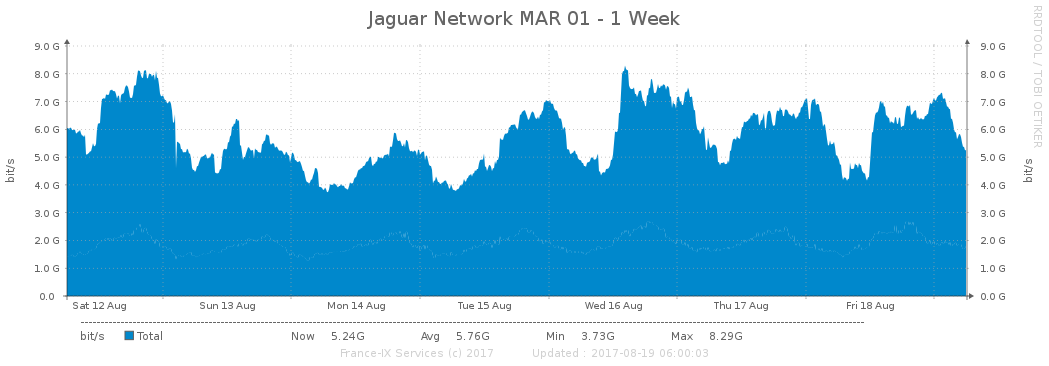 Jaguar Network MAR 01 - 1 Week
RRDTOOL / TOBI OETIKER
bit/s
9.0 G 9.0 G
8.0 G 8.0 G
7.0 G 7.0 G
6.0 G 6.0 G
5.0 G 5.0 G
4.0 G 4.0 G
3.0 G 3.0 G
2.0 G 2.0 G
1.0 G 1.0 G
0.0 0.0 G
bit/s
Sat 12 Aug Sun 13 Aug Mon 14 Aug Tue 15 Aug Wed 16 Aug Thu 17 Aug Fri 18 Aug
bit/s Total Now 5.24G Avg 5.76G Min 3.73G Max 8.29G
France-IX Services (c) 2017 Updated : 2017-08-19 06:00:03